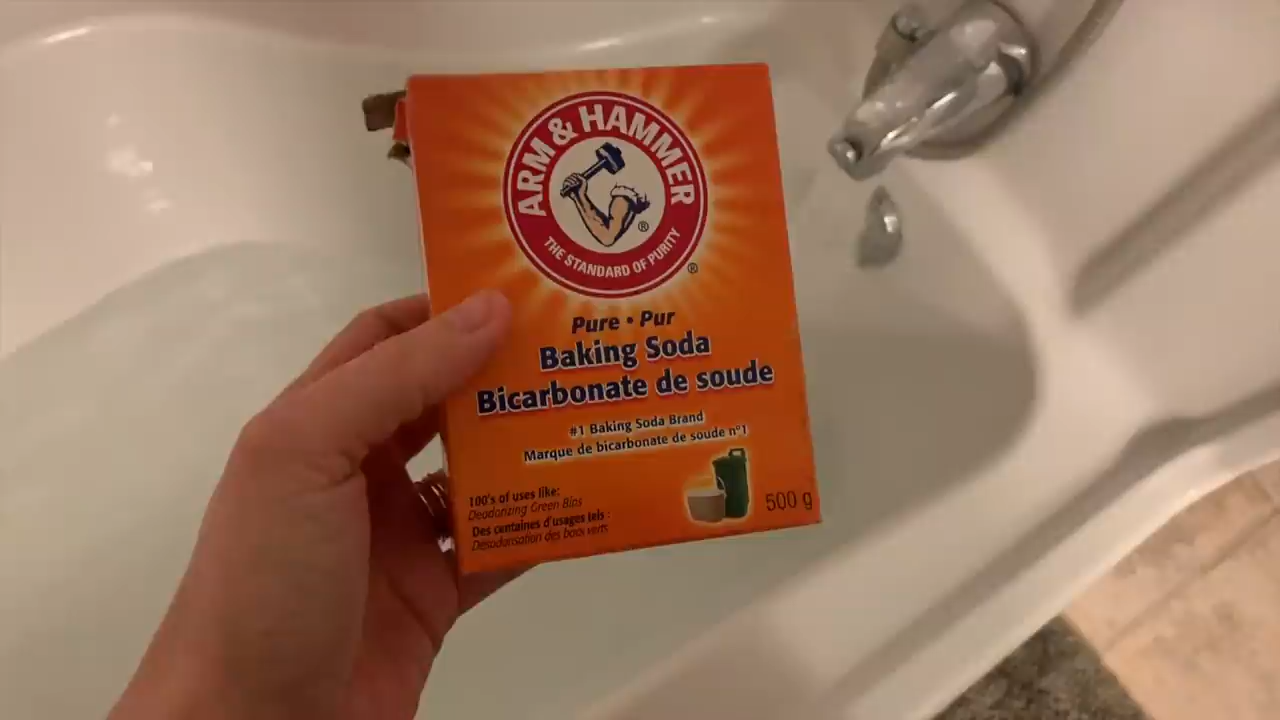 ARM & HAMMER
THE STANDARD OF PURITY
®
®
Pure • Pur
Baking Soda
Bicarbonate de soude
#1 Baking Soda Brand
Marque de bicarbonate de soude nº1
100's of uses like:
Deodorizing Green Bins
Des centaines d'usages tels :
Désodorisation des bacs verts
500 g